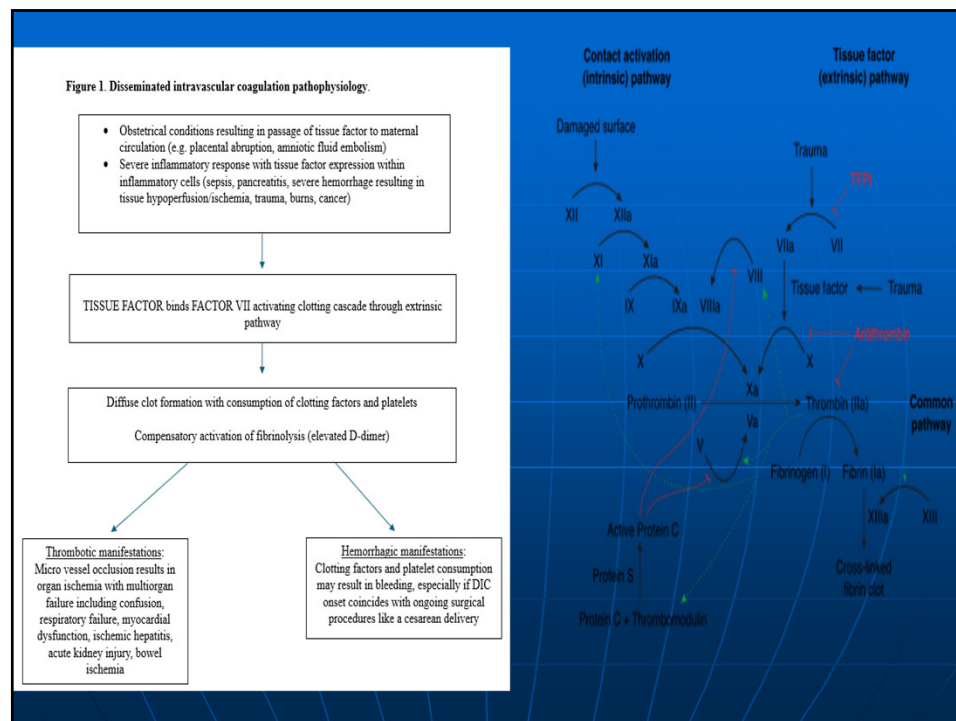 Figure 1. Disseminated intravascular coagulation pathophysiology.
• Obstetrical conditions resulting in passage of tissue factor to maternal
circulation (e.g. placental abruption, amniotic fluid embolism)
• Severe inflammatory response with tissue factor expression within
inflammatory cells (sepsis, pancreatitis, severe hemorrhage resulting in
tissue hypoperfusion/ischemia, trauma, burns, cancer)
TISSUE FACTOR binds FACTOR VII activating clotting cascade through extrinsic
pathway
Diffuse clot formation with consumption of clotting factors and platelets
Compensatory activation of fibrinolysis (elevated D-dimer)
Thrombotic manifestations:
Micro vessel occlusion results in
organ ischemia with multiorgan
failure including confusion,
respiratory failure, myocardial
dysfunction, ischemic hepatitis,
acute kidney injury, bowel
ischemia
Hemorrhagic manifestations:
Clotting factors and platelet consumption
may result in bleeding, especially if DIC
onset coincides with ongoing surgical
procedures like a cesarean delivery
Contact activation
(intrinsic) pathway
Tissue factor
(extrinsic) pathway
Damaged surface
Trauma
TFPI
XII
XIIa
VIIa
VII
XI
XIa
VIII
Tissue factor
Trauma
IX
IXa
VIIIa
Antithrombin
X
X
Xa
Prothrombin (II)
Thrombin (IIa)
Common
pathway
Va
V
Fibrinogen (I)
Fibrin (Ia)
XIIIa
XIII
Active Protein C
Cross-linked
fibrin clot
Protein S
Protein C + Thrombomodulin